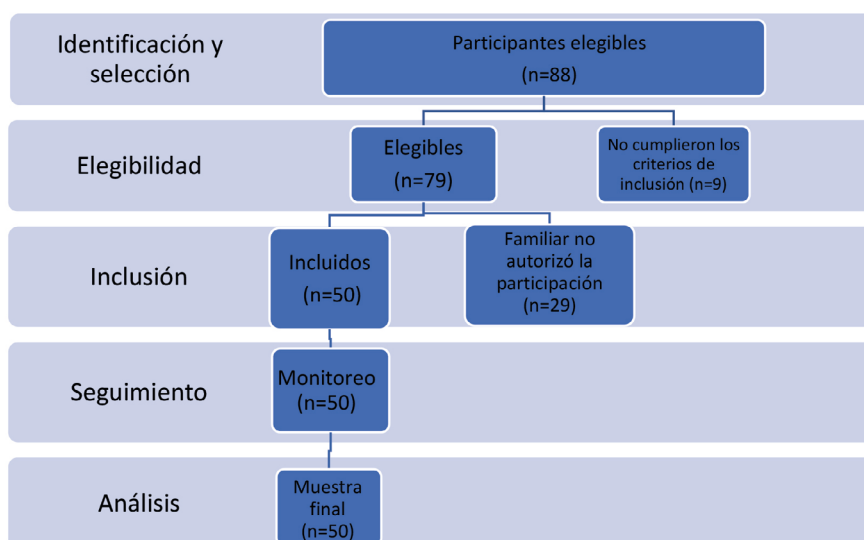 Identificación y
selección
Participantes elegibles
(n=88)
Elegibilidad
Elegibles
(n=79)
No cumplieron los
criterios de
inclusión (n=9)
Inclusión
Incluidos
(n=50)
Familiar no
autorizó la
participación
(n=29)
Seguimiento
Monitoreo
(n=50)
Análisis
Muestra
final
(n=50)